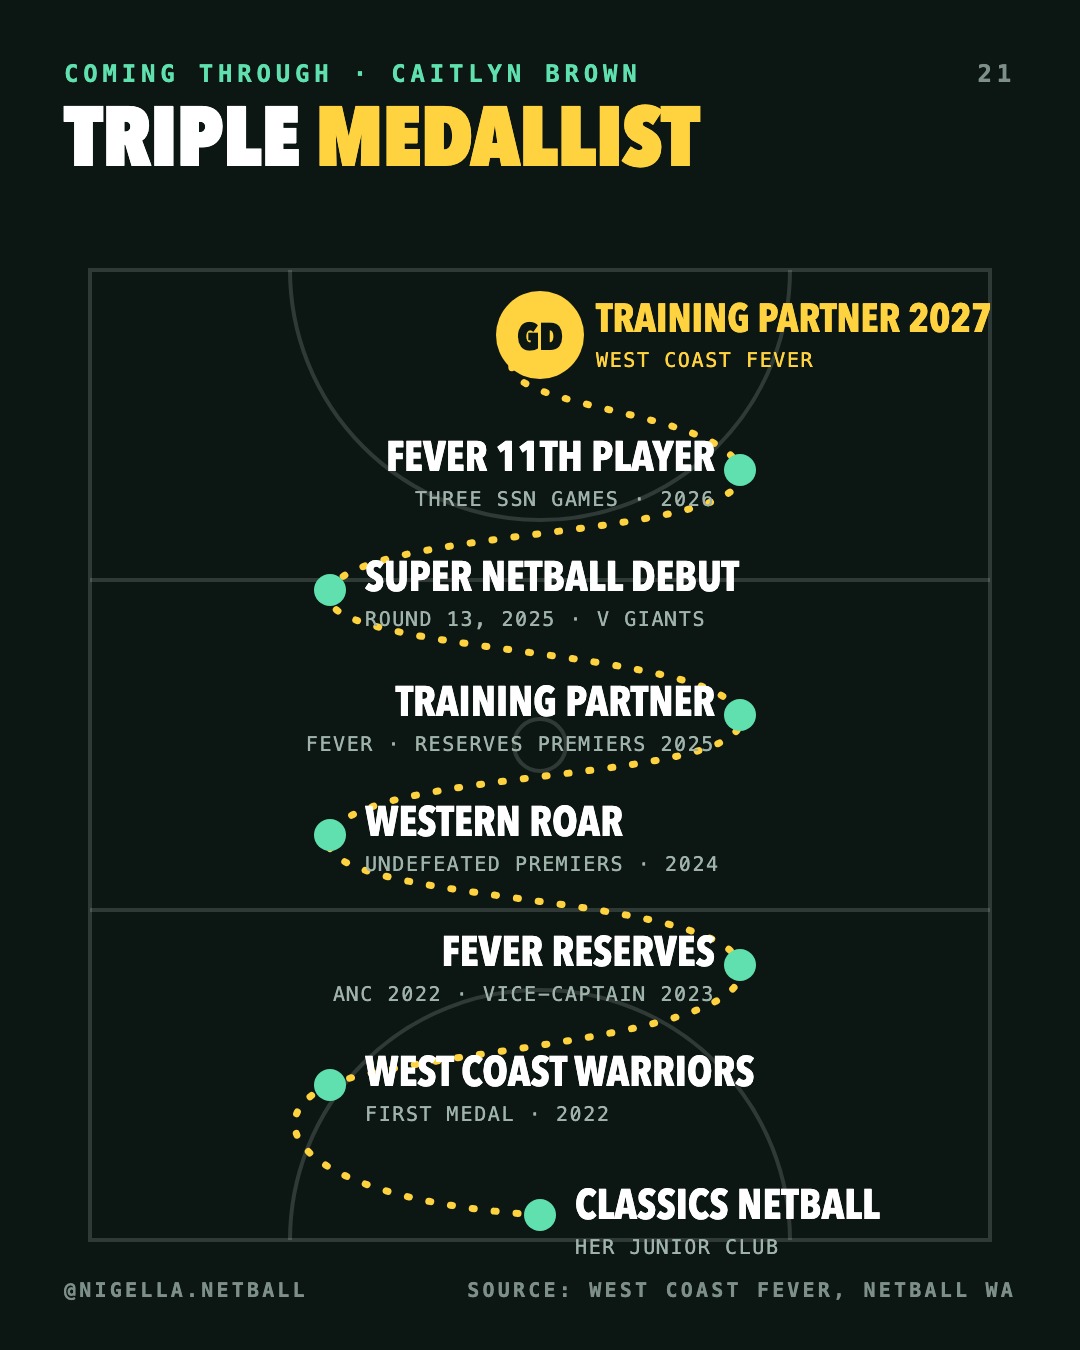 COMING THROUGH · CAITLYN BROWN
21
TRIPLE MEDALLIST
GD
TRAINING PARTNER 2027
WEST COAST FEVER
FEVER 11TH PLAYER
THREE SSN GAMES · 2026
SUPER NETBALL DEBUT
ROUND 13, 2025 · V GIANTS
TRAINING PARTNER
FEVER · RESERVES PREMIERS 2025
WESTERN ROAR
UNDEFEATED PREMIERS · 2024
FEVER RESERVES
ANC 2022 · VICE-CAPTAIN 2023
WEST COAST WARRIORS
FIRST MEDAL · 2022
CLASSICS NETBALL
HER JUNIOR CLUB
@NIGELLA.NETBALL
SOURCE: WEST COAST FEVER, NETBALL WA